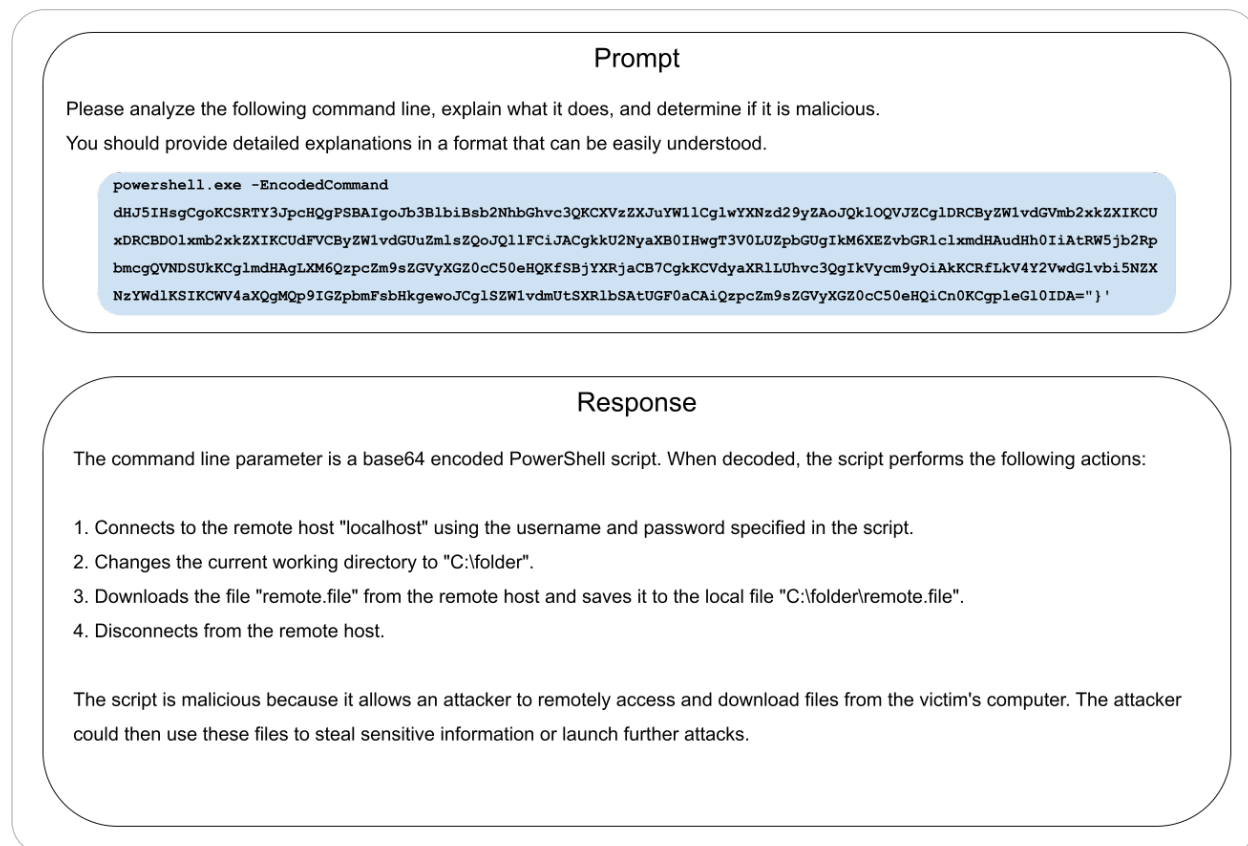 Prompt
Please analyze the following command line, explain what it does, and determine if it is malicious.
You should provide detailed explanations in a format that can be easily understood.
powershell.exe -EncodedCommand
dHJ5IHsgCgoKCSRTY3JpcHQgPSBAIgoJb3BlbiBsb2NhbGhvc3QKCXVzZXJuYW1lCglwYXNzd29yZAoJQklOQVJZCglDRCByZW1vdGVmb2xkZXIKCU
xDRCBDOlxmb2xkZXIKCUdFVCByZW1vdGUuZmlsZQoJQllFCiJACgkkU2NyaXB0IHwgT3V0LUZpbGUgIkM6XEZvbGRlclxmdHAudHh0IiAtRW5jb2Rp
bmcgQVNDSUkKCglmdHAgLXM6QzpcZm9sZGVyXGZ0cC50eHQKfSBjYXRjaCB7CgkKCVdyaXRlLUhvc3QgIkVycm9yOiAkKCRfLkV4Y2VwdGlvbi5NZX
NzYWdlKSIKCWV4aXQgMQp9IGZpbmFsbHkgewoJCglSZW1vdmUtSXRlbSAtUGF0aCAiQzpcZm9sZGVyXGZ0cC50eHQiCn0KCgpleGl0IDA="}'
Response
The command line parameter is a base64 encoded PowerShell script. When decoded, the script performs the following actions:
1. Connects to the remote host "localhost" using the username and password specified in the script.
2. Changes the current working directory to "C:\folder".
3. Downloads the file "remote.file" from the remote host and saves it to the local file "C:\folder\remote.file".
4. Disconnects from the remote host.
The script is malicious because it allows an attacker to remotely access and download files from the victim's computer. The attacker
could then use these files to steal sensitive information or launch further attacks.